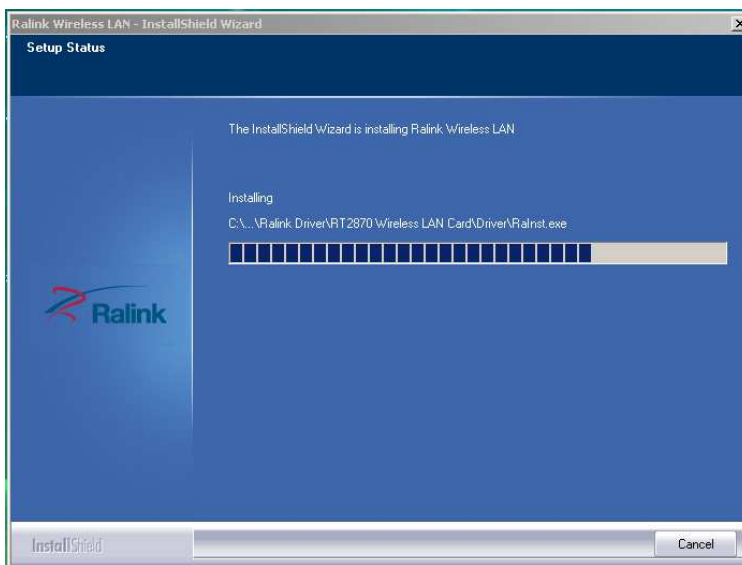 Ralink Wireless LAN - InstallShield Wizard
Setup Status
The InstallShield Wizard is installing Ralink Wireless LAN
Installing
C:\...\Ralink Driver\RT2870 Wireless LAN Card\Driver\RaInst.exe
Ralink
InstallShield
Cancel